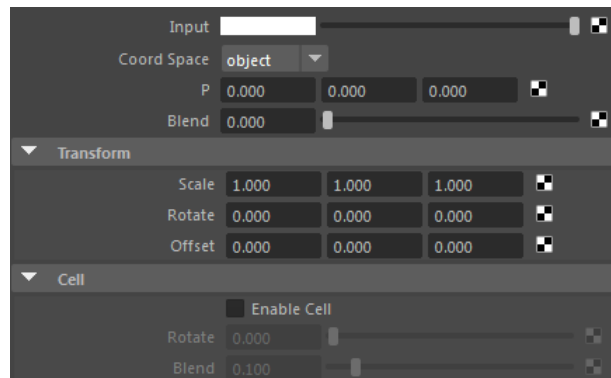 Input
Coord Space object
P 0.000 0.000 0.000
Blend 0.000
Transform
Scale 1.000 1.000 1.000
Rotate 0.000 0.000 0.000
Offset 0.000 0.000 0.000
Cell
Enable Cell
Rotate 0.000
Blend 0.100